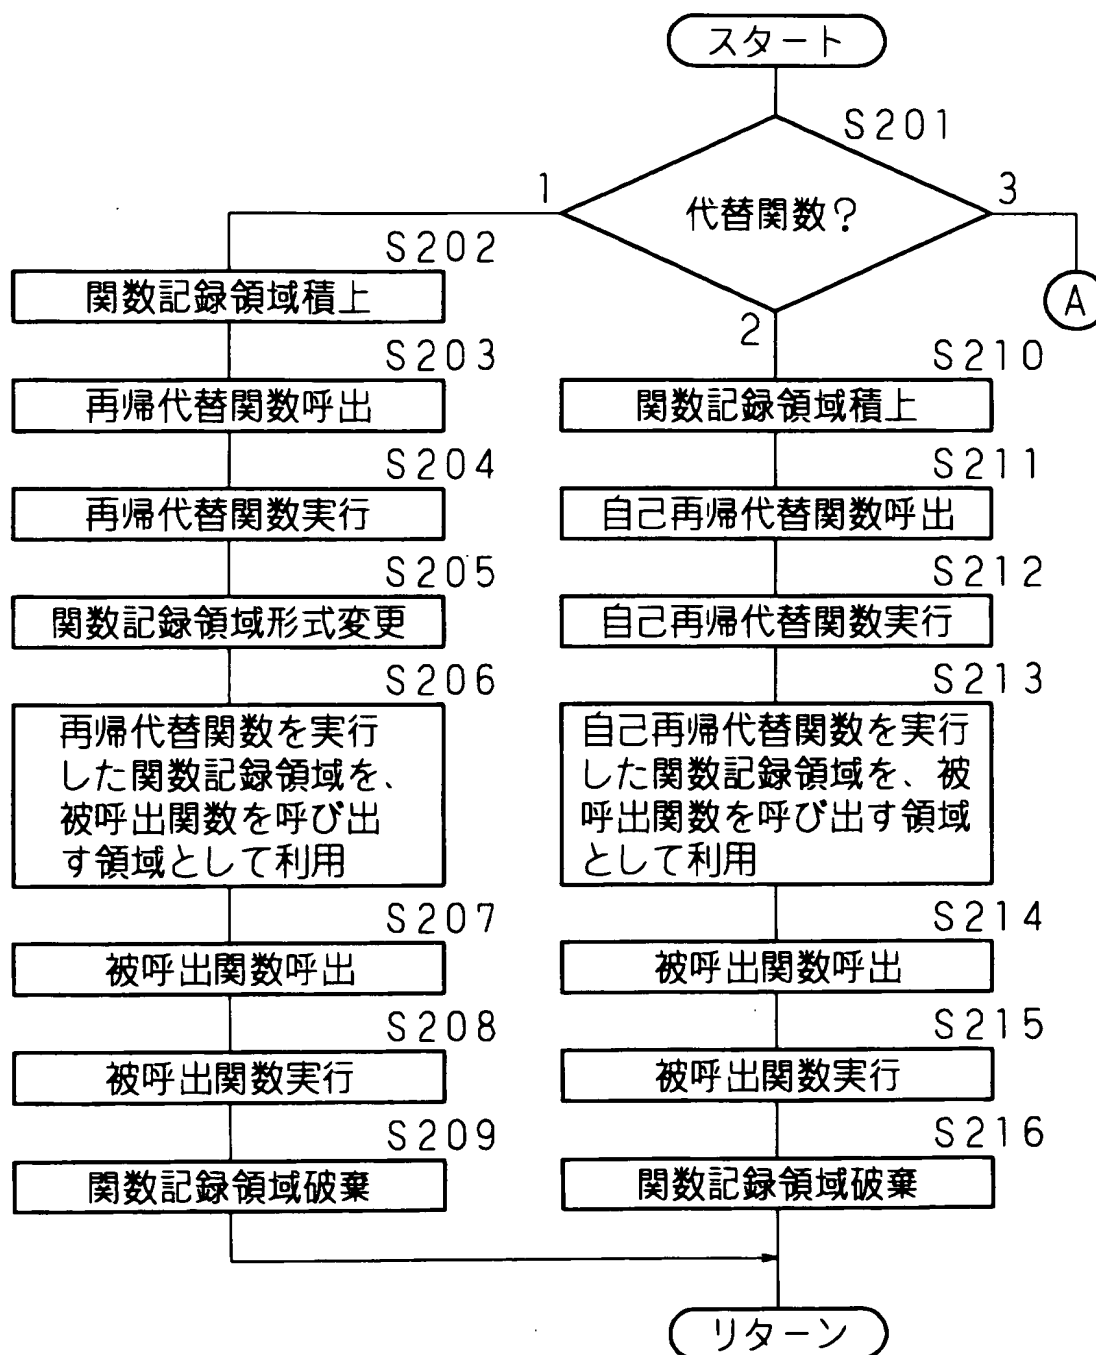 スタート
S201
代替関数?
1
3
2
A
S202
関数記録領域積上
S203
再帰代替関数呼出
S204
再帰代替関数実行
S205
関数記録領域形式変更
S206
再帰代替関数を実行
した関数記録領域を、
被呼出関数を呼び出
す領域として利用
S207
被呼出関数呼出
S208
被呼出関数実行
S209
関数記録領域破棄
S210
関数記録領域積上
S211
自己再帰代替関数呼出
S212
自己再帰代替関数実行
S213
自己再帰代替関数を実行
した関数記録領域を、被
呼出関数を呼び出す領域
として利用
S214
被呼出関数呼出
S215
被呼出関数実行
S216
関数記録領域破棄
リターン